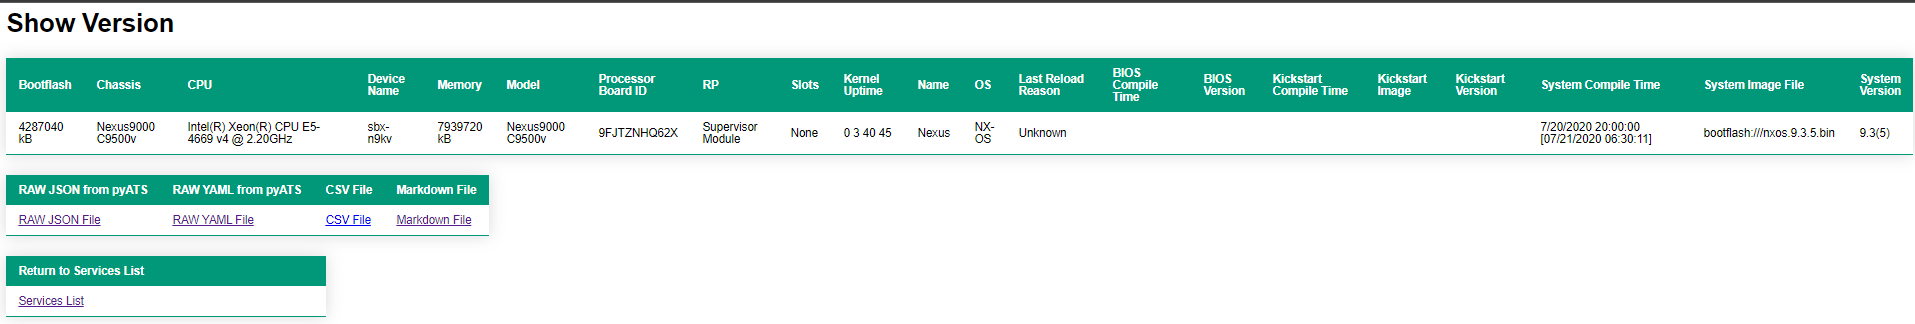 Show Version
Bootflash Chassis CPU Device Name Memory Model Processor Board ID RP Slots Kernel Uptime Name OS Last Reload Reason BIOS Compile Time BIOS Version Kickstart Compile Time Kickstart Image Kickstart Version System Compile Time System Image File System Version
4287040 kB Nexus9000 C9500v Intel(R) Xeon(R) CPU E5-4669 v4 @ 2.20GHz sbx-n9kv 7939720 kB Nexus9000 C9500v 9FJTZNHQ62X Supervisor Module None 0 3 40 45 Nexus NX-OS Unknown 7/20/2020 20:00:00 [07/21/2020 06:30:11] bootflash:///nxos.9.3.5.bin 9.3(5)
RAW JSON from pyATS RAW YAML from pyATS CSV File Markdown File
RAW JSON File RAW YAML File CSV File Markdown File
Return to Services List
Services List